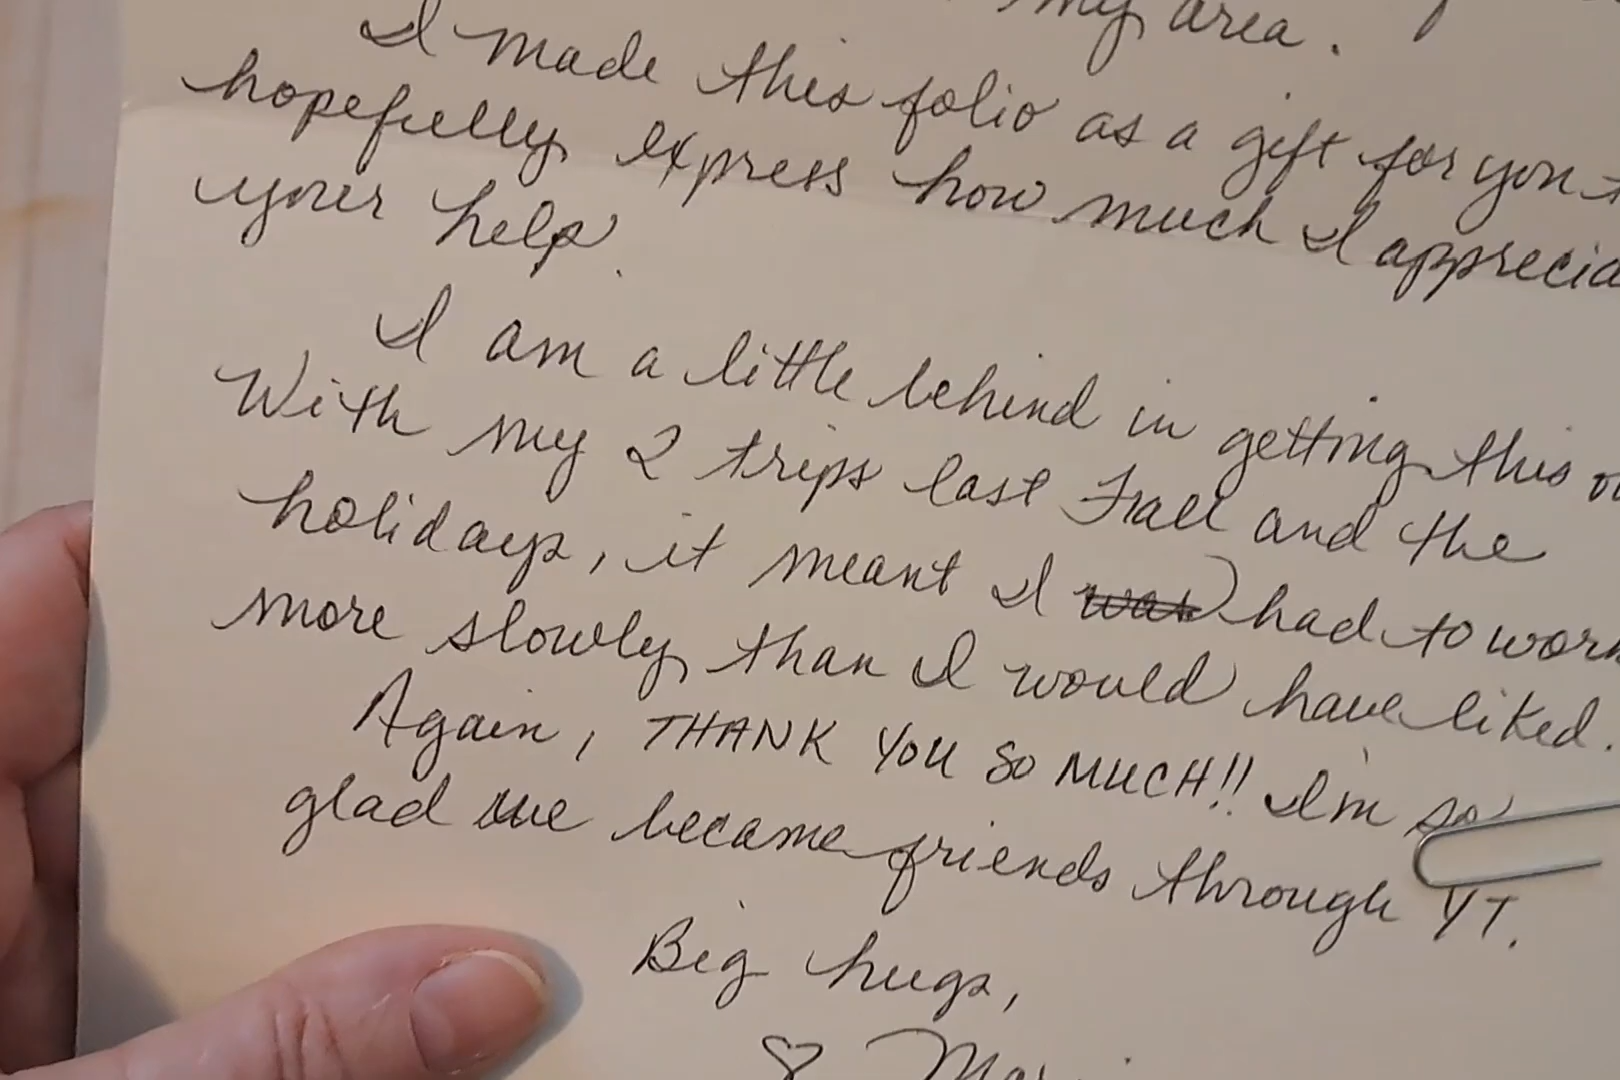 my area.
I made this folio as a gift for you
hopefully express how much I apprecia
your help.
I am a little behind in getting this
With my 2 trips last Fall and the
holidays, it meant I was had to work
more slowly than I would have liked.
Again, THANK YOU SO MUCH!! I'm so
glad we became friends through YT.
Big hugs,
♡